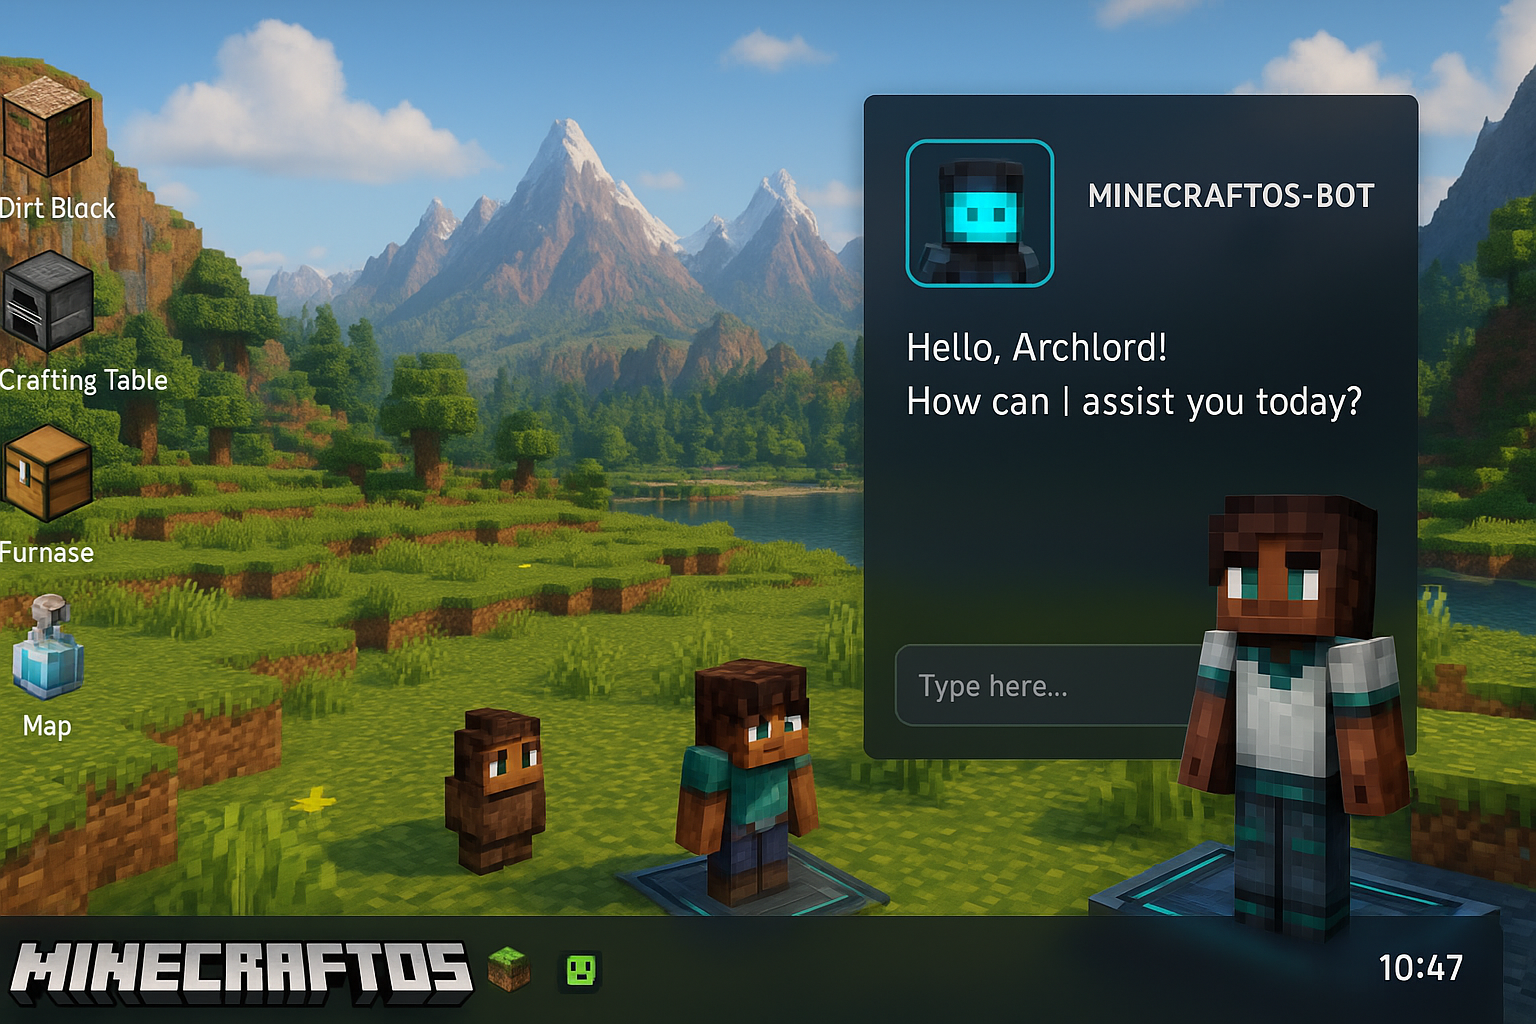 Dirt Black
Crafting Table
Furnase
Map
MINECRAFTOS-BOT
Hello, Archlord!
How can I assist you today?
Type here...
MINECRAFTOS
10:47